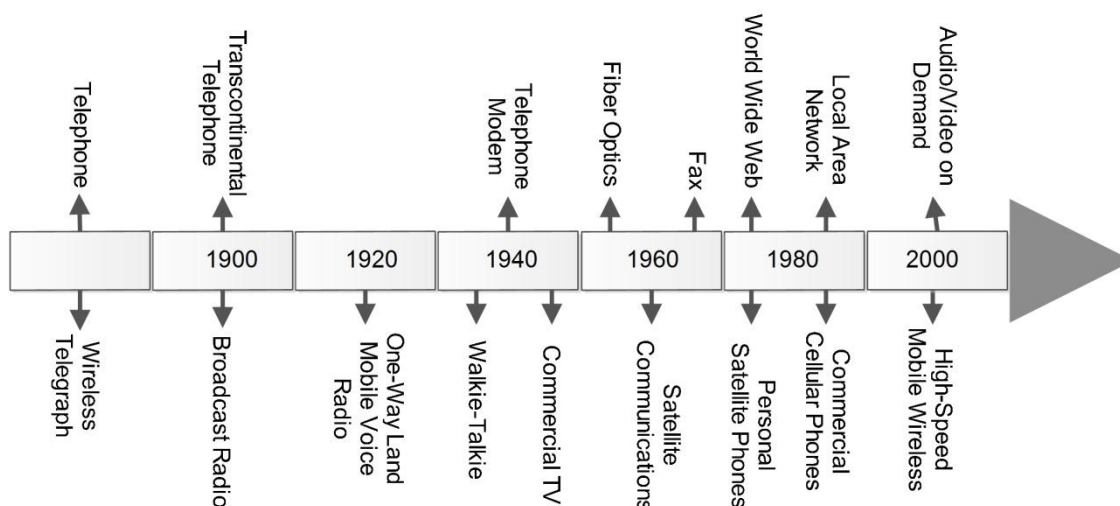 Telephone
Transcontinental
Telephone
Telephone
Modem
Fiber Optics
Fax
World Wide Web
Local Area
Network
Audio/Video on
Demand
1900
1920
1940
1960
1980
2000
Wireless
Telegraph
Broadcast Radio
One-Way Land
Mobile Voice
Radio
Walkie-Talkie
Commercial TV
Satellite
Communications
Personal
Satellite Phones
Commercial
Cellular Phones
High-Speed
Mobile Wireless